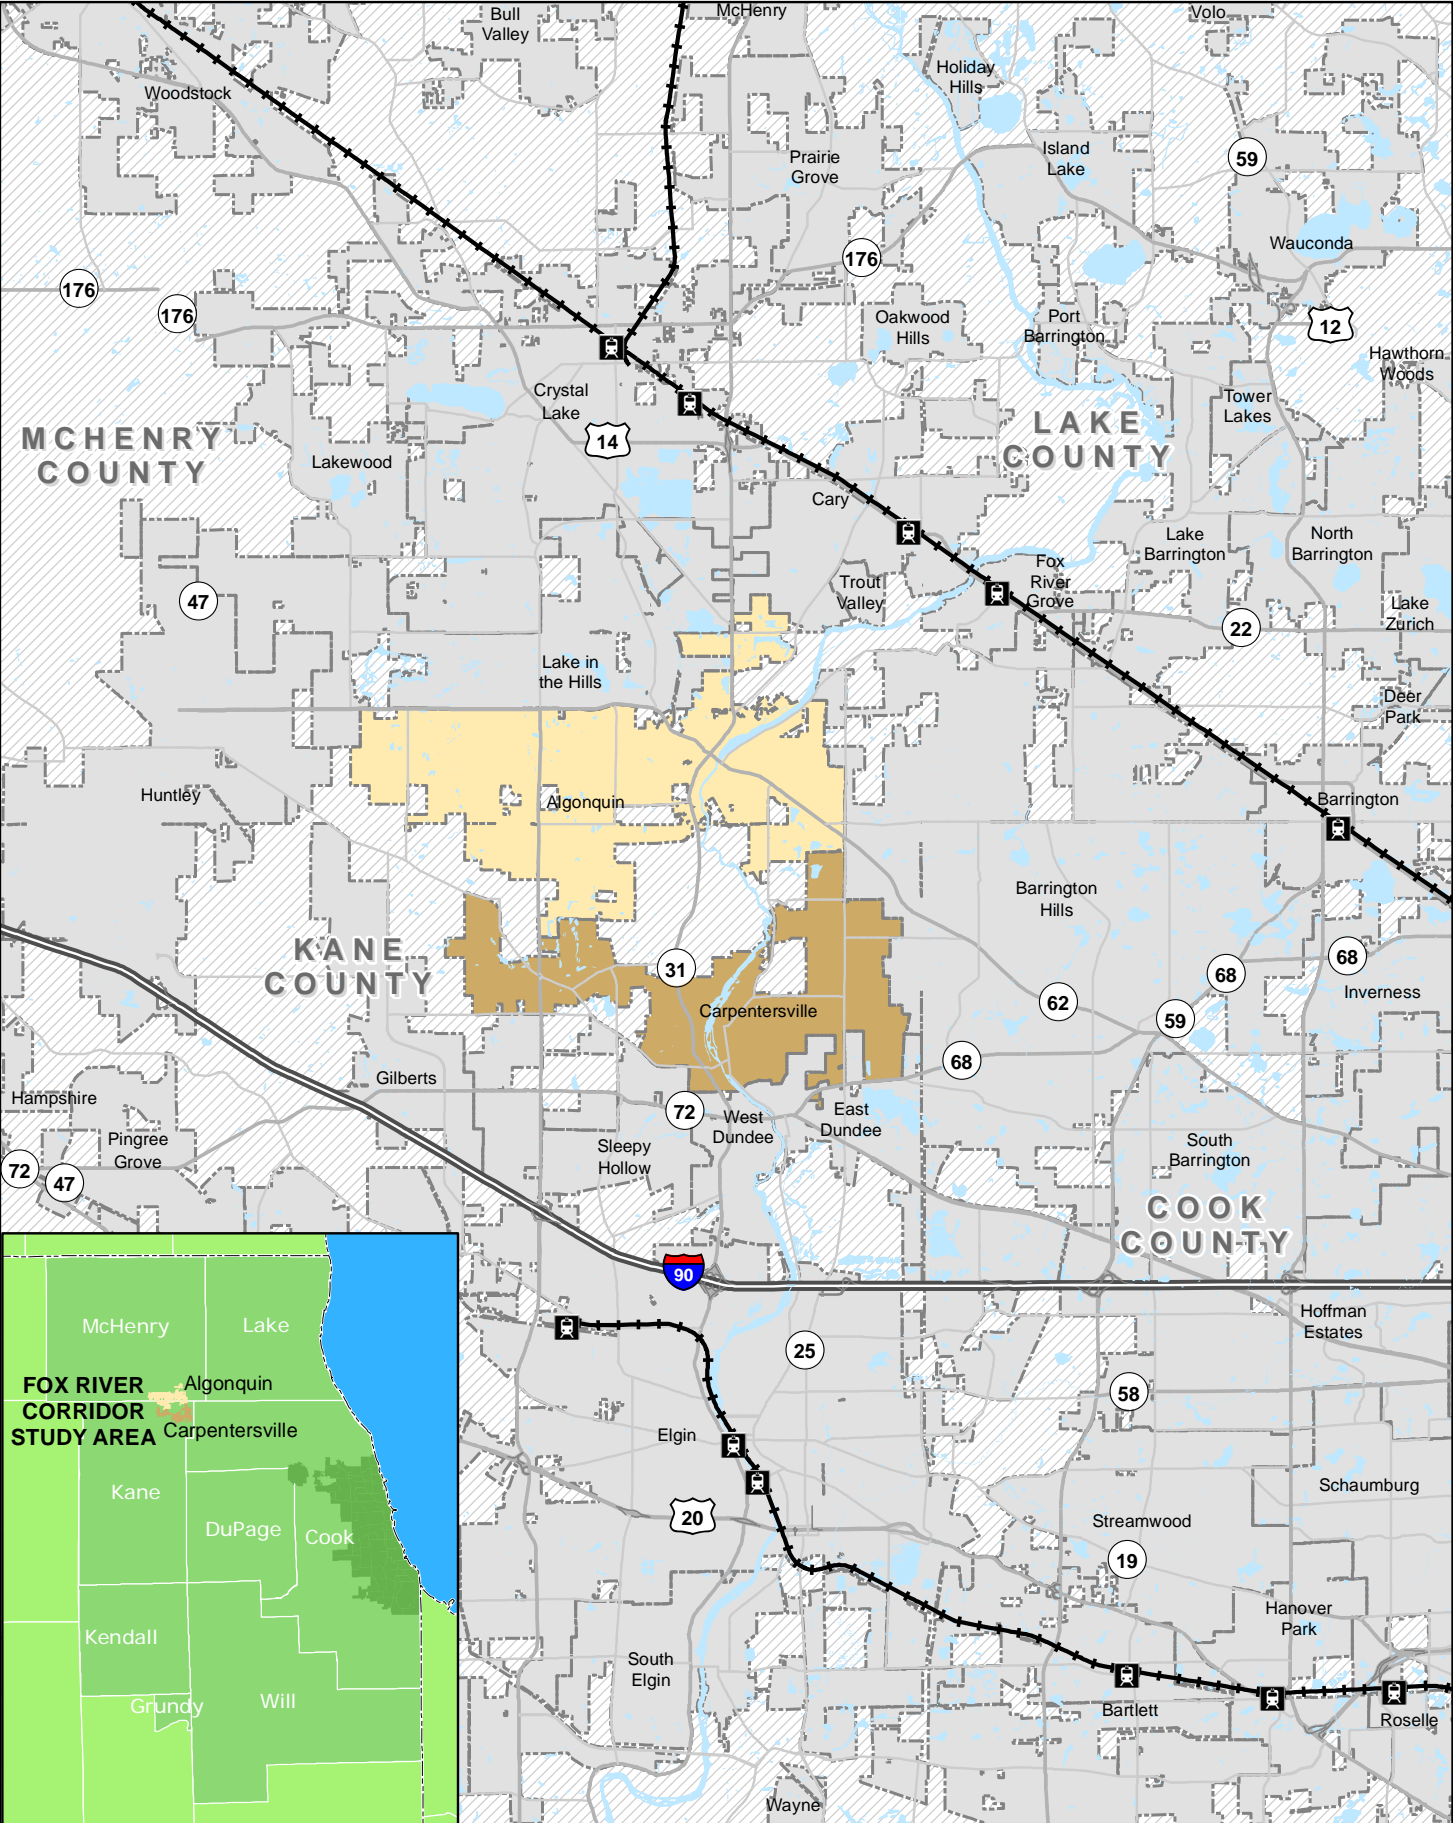 Bull
Valley
McHenry
Volo
Woodstock
Holiday
Hills
Prairie
Grove
Island
Lake
59
Wauconda
176
176
176
Oakwood
Hills
Port
Barrington
12
Hawthorn
Woods
Crystal
Lake
14
Tower
Lakes
MCHENRY
COUNTY
LAKE
COUNTY
Lakewood
Cary
Lake
Barrington
North
Barrington
Trout
Valley
Fox
River
Grove
47
22
Lake
Zurich
Lake in
the Hills
Deer
Park
Huntley
Algonquin
Barrington
Barrington
Hills
KANE
COUNTY
31
68
68
Inverness
62
59
Carpentersville
68
Gilberts
Hampshire
72
West
Dundee
East
Dundee
Pingree
Grove
Sleepy
Hollow
South
Barrington
72
47
COOK
COUNTY
90
Hoffman
Estates
25
58
Elgin
Schaumburg
20
Streamwood
19
Hanover
Park
South
Elgin
Bartlett
Roselle
Wayne
McHenry
Lake
FOX RIVER
CORRIDOR
STUDY AREA
Algonquin
Carpentersville
Kane
DuPage
Cook
Kendall
Grundy
Will